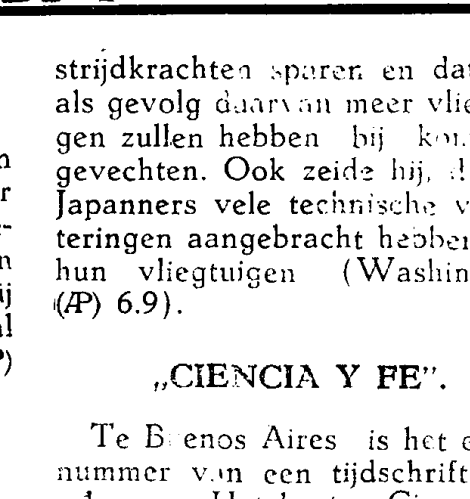 strijdkrachten sparen en dat
als gevolg daarvan meer vlie
gen zullen hebben bij
gevechten. Ook zeide hij,
Japanners vele technische v
teringen aangebracht hebben
hun vliegtuigen (Washin
(AP) 6.9).
„CIENCIA Y FE”.
Te Buenos Aires is het e
nummer van een tijdschrift